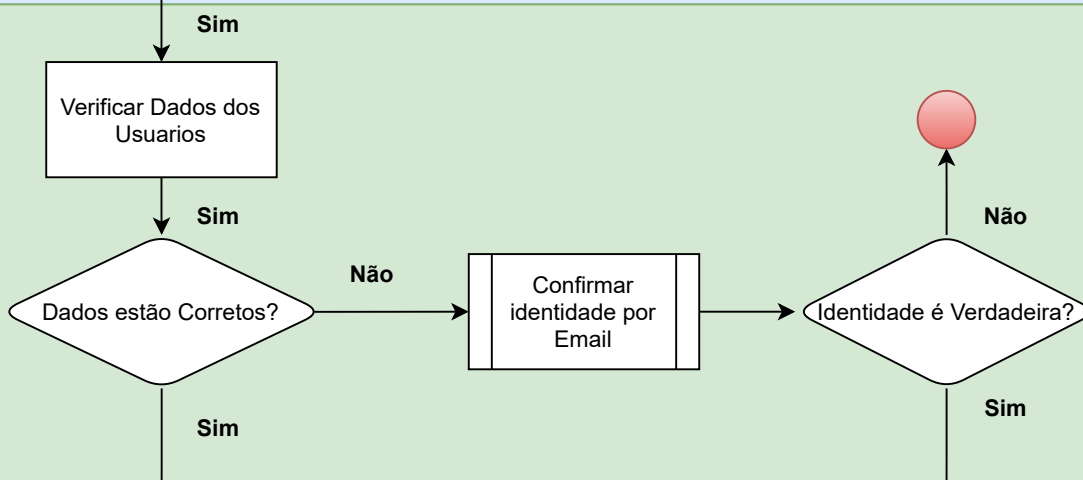 Sim
Verificar Dados dos
Usuarios
Sim
Não
Não
Dados estão Corretos?
Confirmar
identidade por
Email
Identidade é Verdadeira?
Sim
Sim